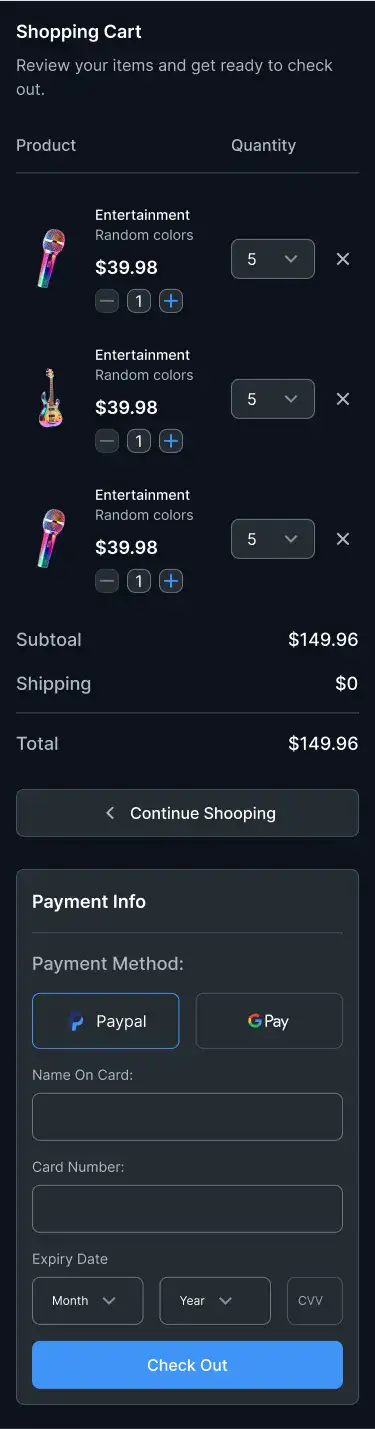 Shopping Cart
Review your items and get ready to check
out.
Product Quantity
Entertainment
Random colors
$39.98
1
5
Entertainment
Random colors
$39.98
1
5
Entertainment
Random colors
$39.98
1
5
Subtoal $149.96
Shipping $0
Total $149.96
Continue Shooping
Payment Info
Payment Method:
Paypal
G Pay
Name On Card:
Card Number:
Expiry Date
Month Year CVV
Check Out